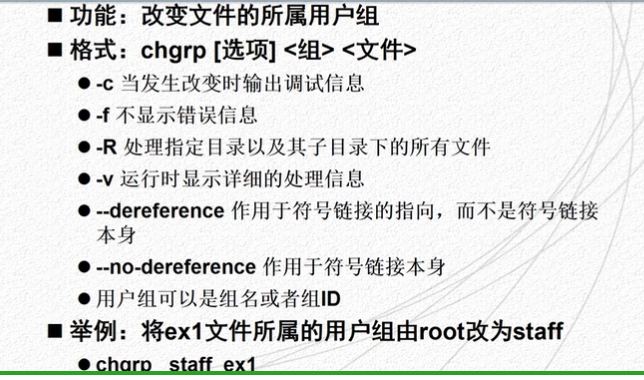 功能：改变文件的所属用户组
格式：chgrp [选项] <组> <文件>
-c 当发生改变时输出调试信息
-f 不显示错误信息
-R 处理指定目录以及其子目录下的所有文件
-v 运行时显示详细的处理信息
--dereference 作用于符号链接的指向，而不是符号链接
本身
--no-dereference 作用于符号链接本身
用户组可以是组名或者组ID
举例：将ex1文件所属的用户组由root改为staff
chgrp staff ex1